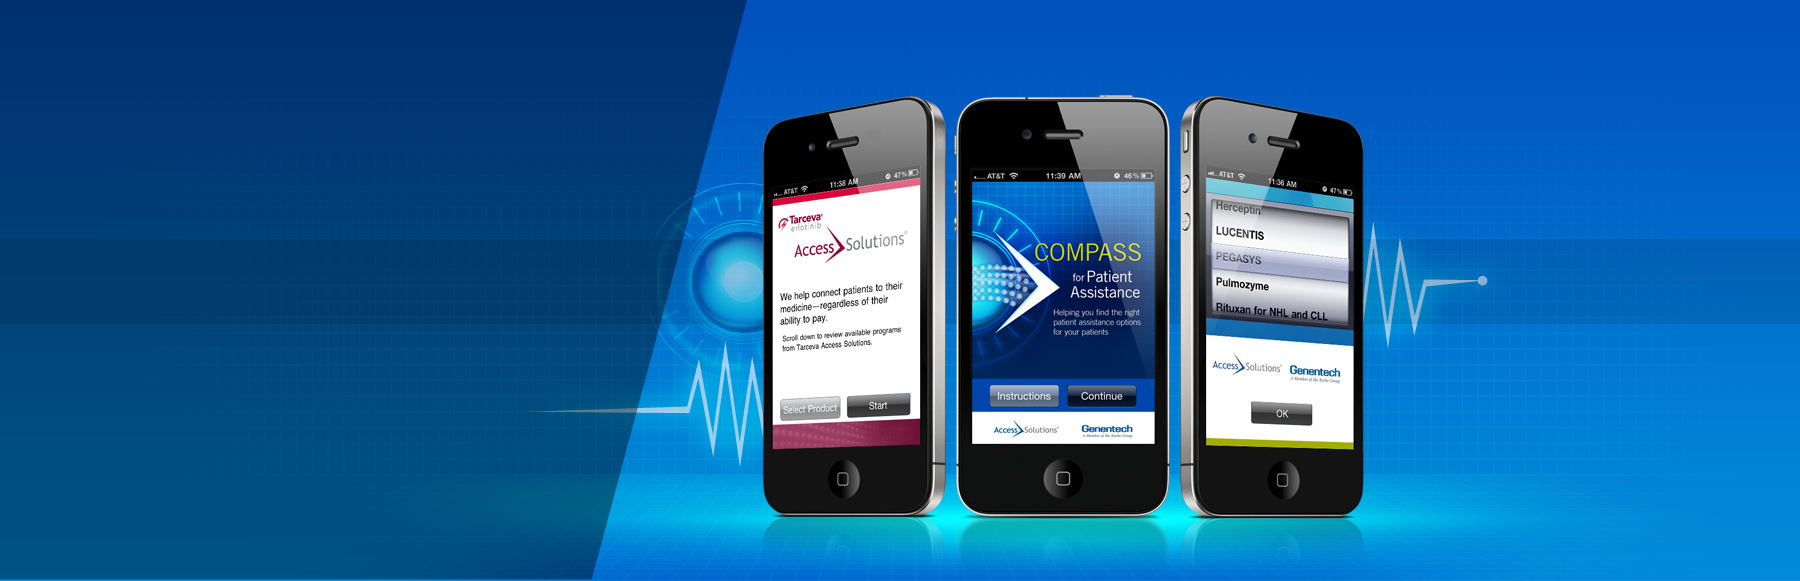 AT&T 11:38 AM 47%
Tarceva®
erlotinib
Access Solutions®
We help connect patients to their
medicine—regardless of their
ability to pay.
Scroll down to review available programs
from Tarceva Access Solutions.
Select Product
Start
AT&T 11:39 AM 46%
COMPASS
for Patient
Assistance
Helping you find the right
patient assistance options
for your patients
Instructions
Continue
Access Solutions®
Genentech
A Member of the Roche Group
AT&T 11:36 AM 47%
Herceptin
LUCENTIS
PEGASYS
Pulmozyme
Rituxan for NHL and CLL
Access Solutions®
Genentech
A Member of the Roche Group
OK